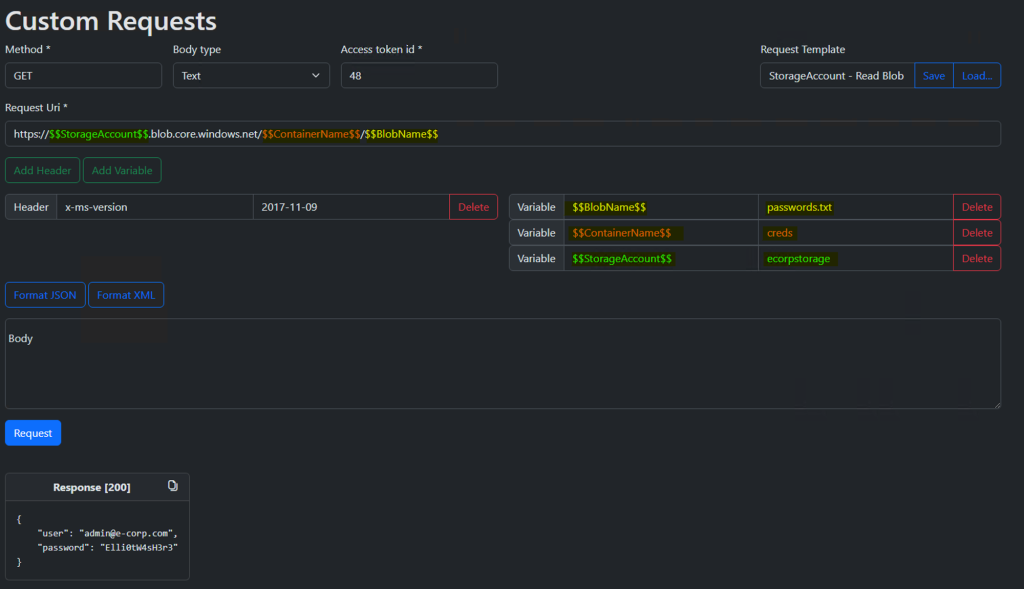 Custom Requests
Method * Body type Access token id * Request Template
GET Text 48 StorageAccount - Read Blob Save Load...
Request Uri *
https://$$StorageAccount$$.blob.core.windows.net/$$ContainerName$$/$$BlobName$$
Add Header Add Variable
Header x-ms-version 2017-11-09 Delete Variable $$BlobName$$ passwords.txt Delete
Variable $$ContainerName$$ creds Delete
Variable $$StorageAccount$$ ecorpstorage Delete
Format JSON Format XML
Body
Request
Response [200]
{
"user": "admin@e-corp.com",
"password": "Elli0tW4sH3r3"
}